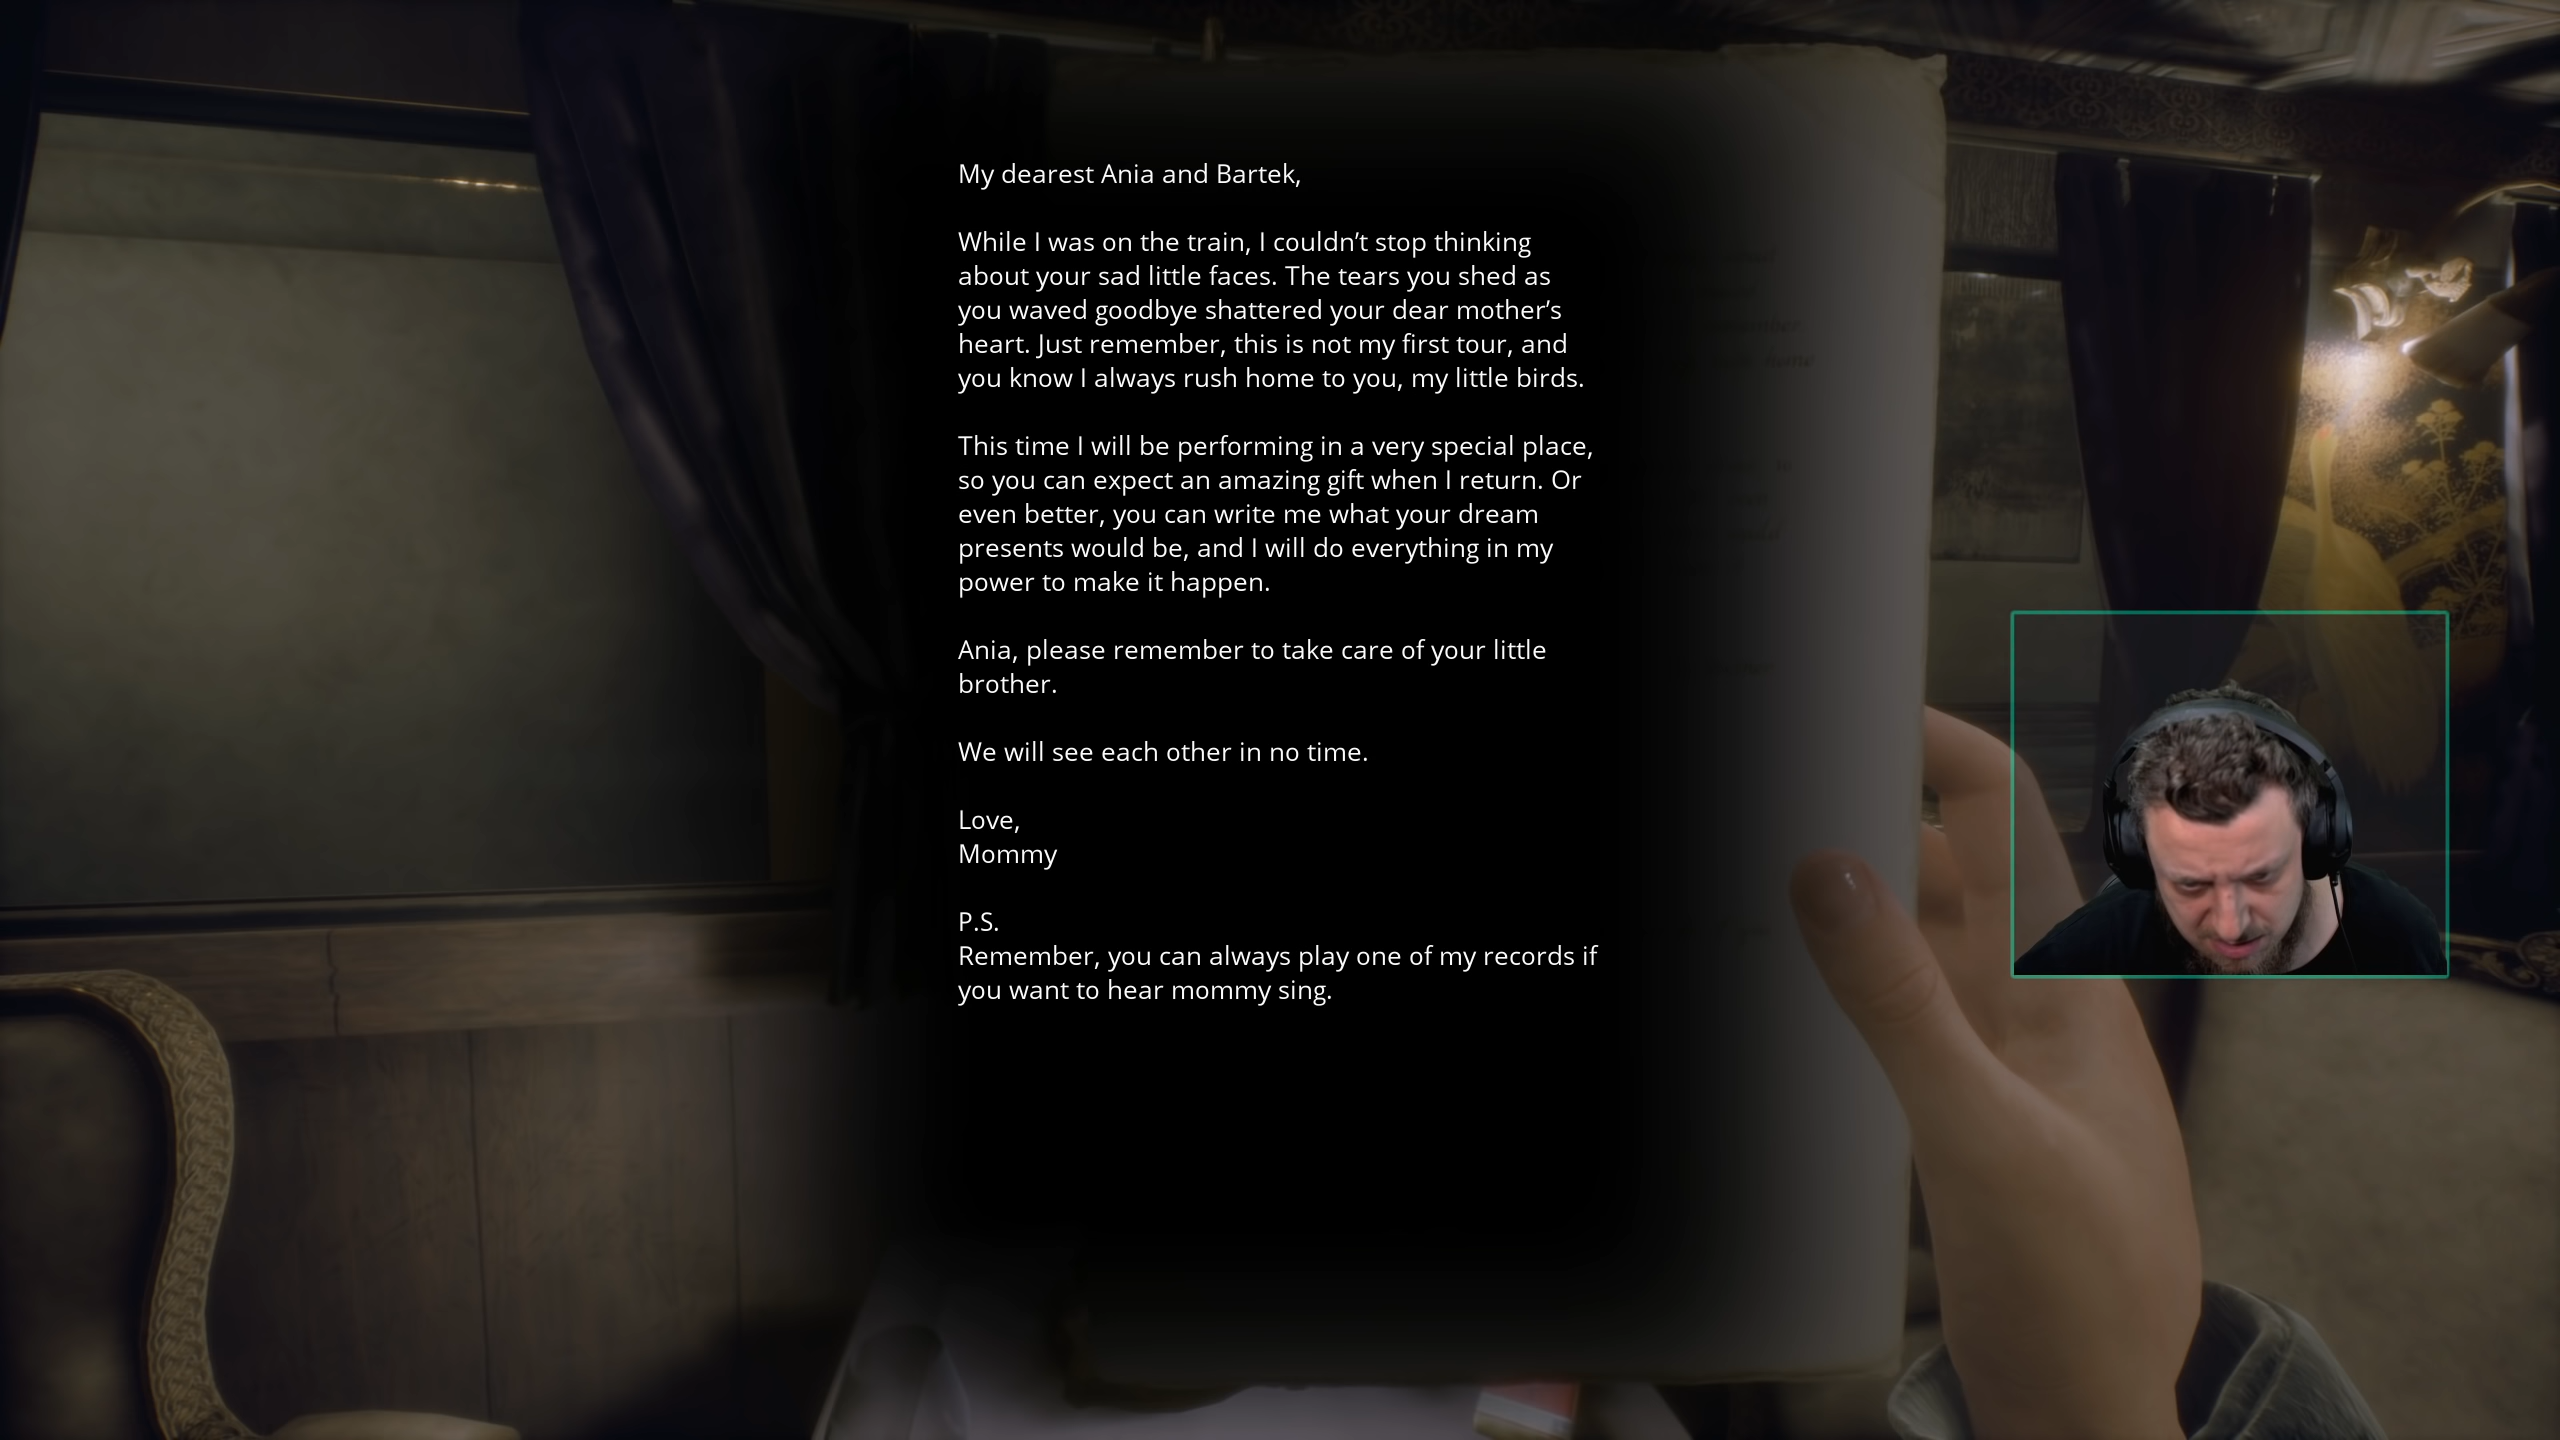 My dearest Ania and Bartek,
While I was on the train, I couldn’t stop thinking
about your sad little faces. The tears you shed as
you waved goodbye shattered your dear mother’s
heart. Just remember, this is not my first tour, and
you know I always rush home to you, my little birds.
This time I will be performing in a very special place,
so you can expect an amazing gift when I return. Or
even better, you can write me what your dream
presents would be, and I will do everything in my
power to make it happen.
Ania, please remember to take care of your little
brother.
We will see each other in no time.
Love,
Mommy
P.S.
Remember, you can always play one of my records if
you want to hear mommy sing.